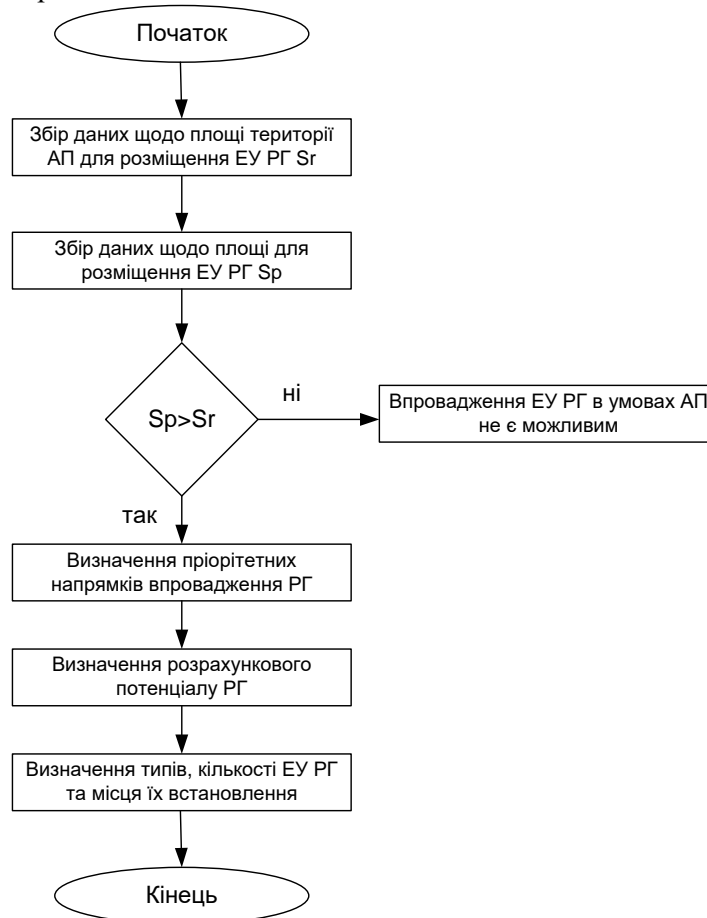 Початок
Збір даних щодо площі території
АП для розміщення ЕУ РГ Sr
Збір даних щодо площі для
розміщення ЕУ РГ Sp
Sp>Sr
ні
Впровадження ЕУ РГ в умовах АП
не є можливим
так
Визначення пріорітетних
напрямків впровадження РГ
Визначення розрахункового
потенціалу РГ
Визначення типів, кількості ЕУ РГ
та місця їх встановлення
Кінець